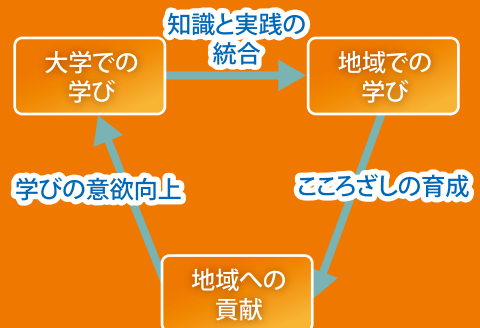 知識と実践の
統合
大学での
学び
地域での
学び
学びの意欲向上
こころざしの育成
地域への
貢献